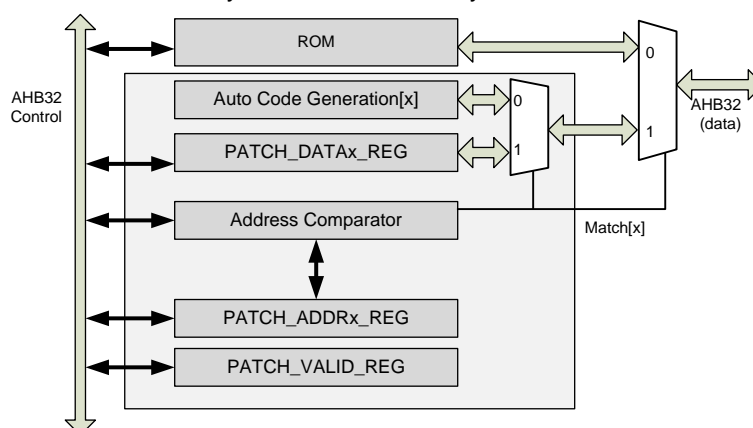 ROM
0
AHB32
Control
Auto Code Generation[x]
0
AHB32
(data)
PATCH_DATAx_REG
1
1
Address Comparator
Match[x]
PATCH_ADDRx_REG
PATCH_VALID_REG